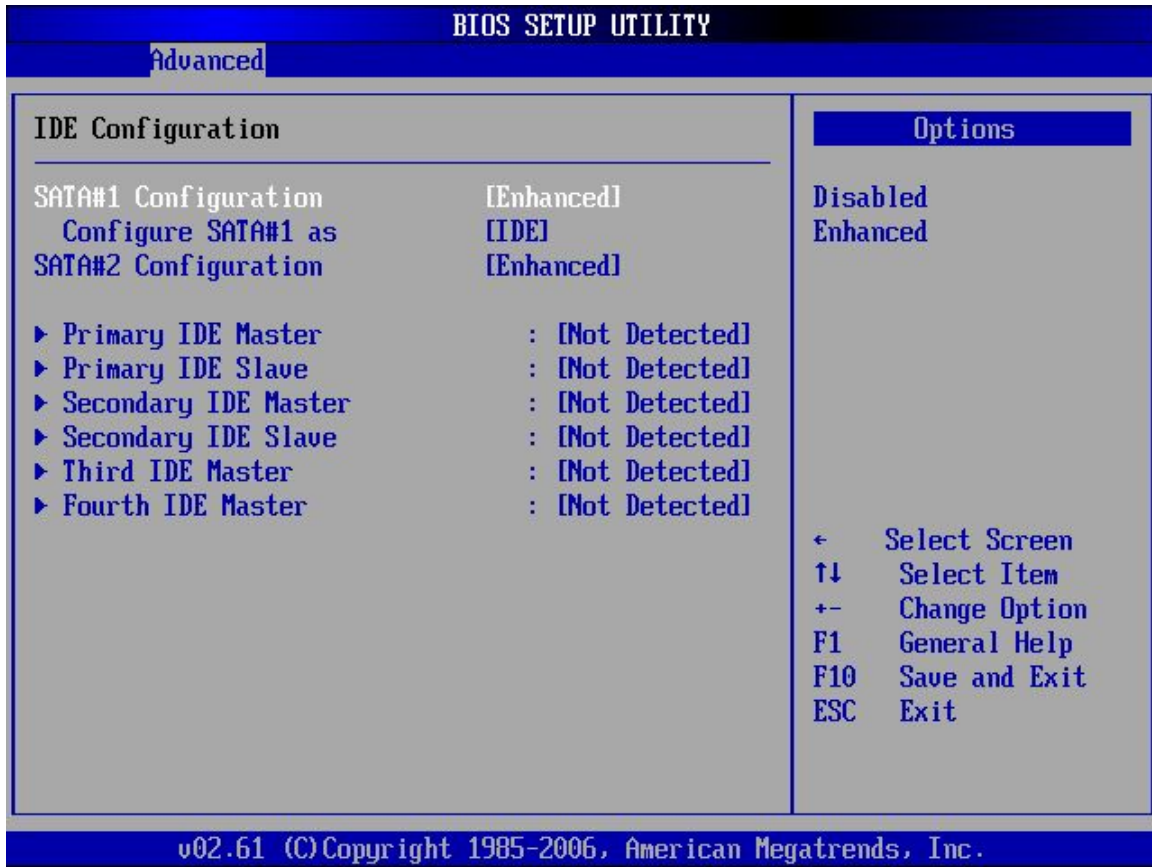 BIOS SETUP UTILITY
Advanced
IDE Configuration
SATA#1 Configuration [Enhanced]
Configure SATA#1 as [IDE]
SATA#2 Configuration [Enhanced]
▶ Primary IDE Master : [Not Detected]
▶ Primary IDE Slave : [Not Detected]
▶ Secondary IDE Master : [Not Detected]
▶ Secondary IDE Slave : [Not Detected]
▶ Third IDE Master : [Not Detected]
▶ Fourth IDE Master : [Not Detected]
Options
Disabled
Enhanced
← Select Screen
↑↓ Select Item
+- Change Option
F1 General Help
F10 Save and Exit
ESC Exit
v02.61 (C)Copyright 1985-2006, American Megatrends, Inc.